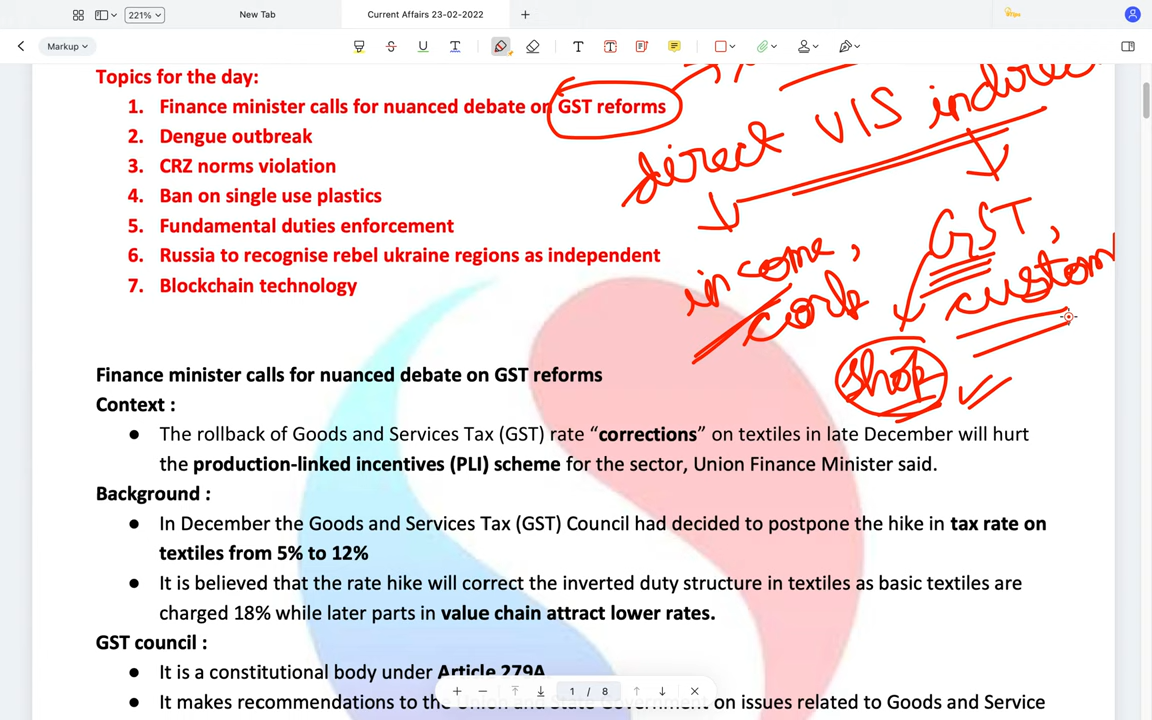 221%
New Tab
Current Affairs 23-02-2022
Markup
Topics for the day:
1. Finance minister calls for nuanced debate on GST reforms
2. Dengue outbreak
3. CRZ norms violation
4. Ban on single use plastics
5. Fundamental duties enforcement
6. Russia to recognise rebel ukraine regions as independent
7. Blockchain technology
direct V/S indirect
income,
GST,
custom
shop
Finance minister calls for nuanced debate on GST reforms
Context :
● The rollback of Goods and Services Tax (GST) rate “corrections” on textiles in late December will hurt
the production-linked incentives (PLI) scheme for the sector, Union Finance Minister said.
Background :
● In December the Goods and Services Tax (GST) Council had decided to postpone the hike in tax rate on
textiles from 5% to 12%
● It is believed that the rate hike will correct the inverted duty structure in textiles as basic textiles are
charged 18% while later parts in value chain attract lower rates.
GST council :
● It is a constitutional body under Article 279A
● It makes recommendations to the Union and State Government on issues related to Goods and Service
1 / 8